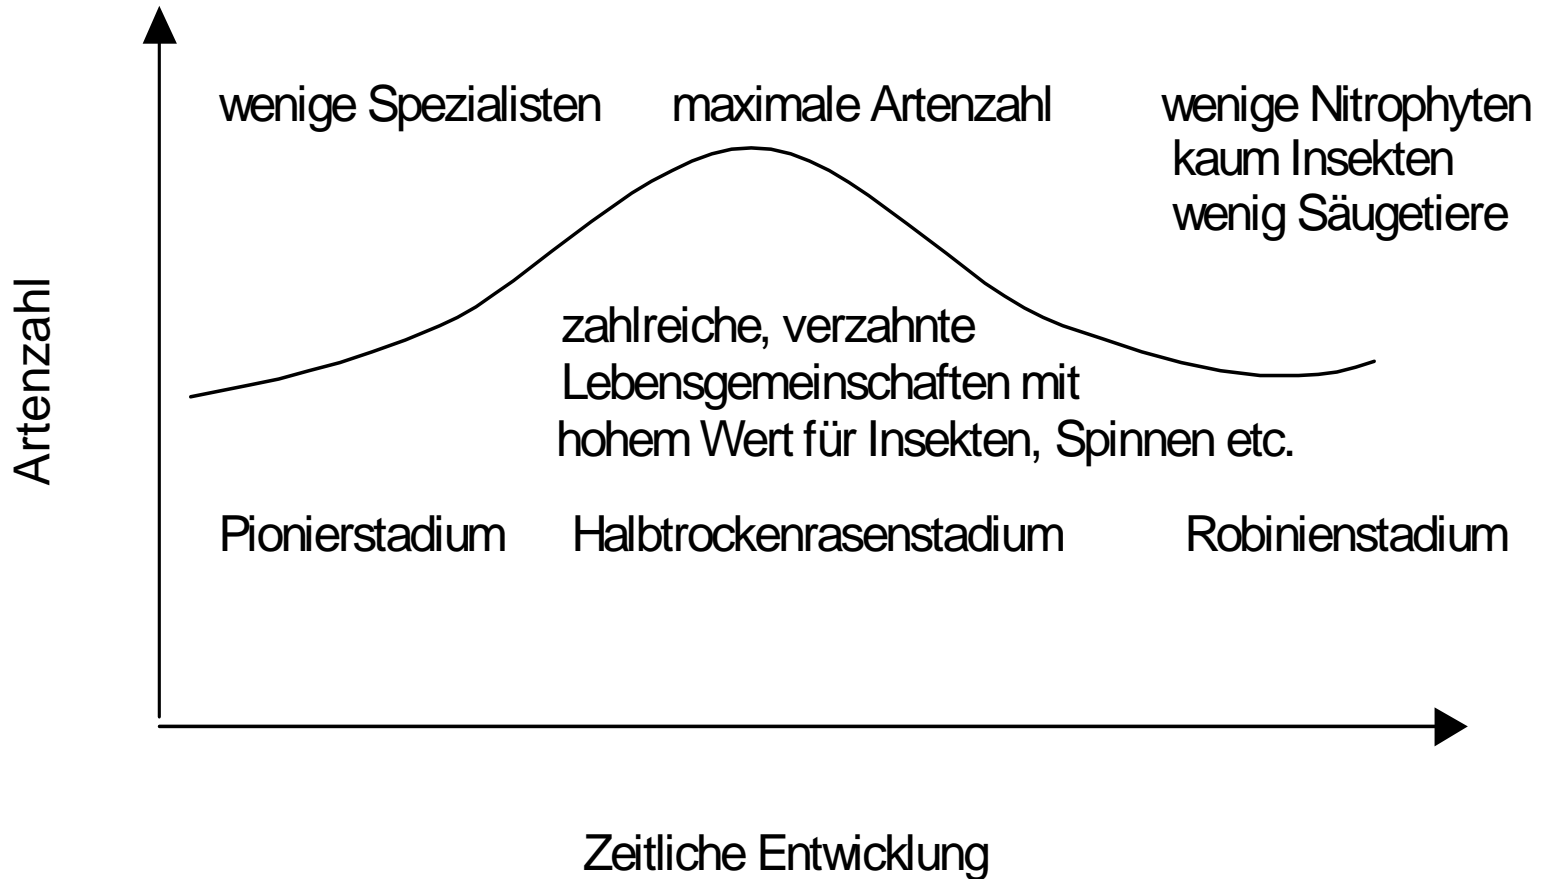 wenige Spezialisten
maximale Artenzahl
wenige Nitrophyten
kaum Insekten
wenig Säugetiere
Artenzahl
zahlreiche, verzahnte
Lebensgemeinschaften mit
hohem Wert für Insekten, Spinnen etc.
Pionierstadium
Halbtrockenrasenstadium
Robinienstadium
Zeitliche Entwicklung